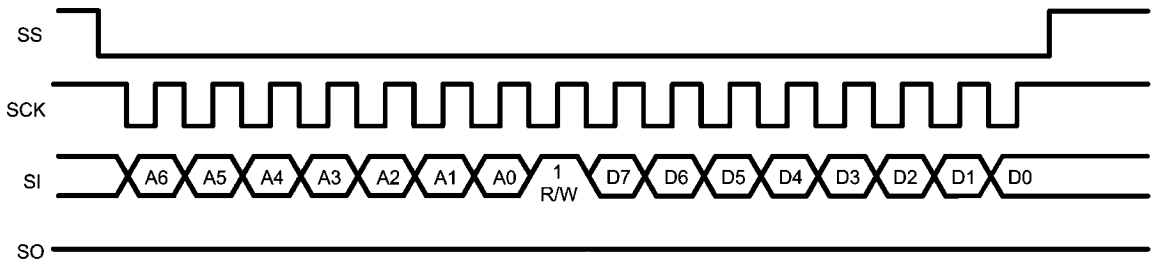 SS
SCK
SI A6 A5 A4 A3 A2 A1 A0 1 R/W D7 D6 D5 D4 D3 D2 D1 D0
SO